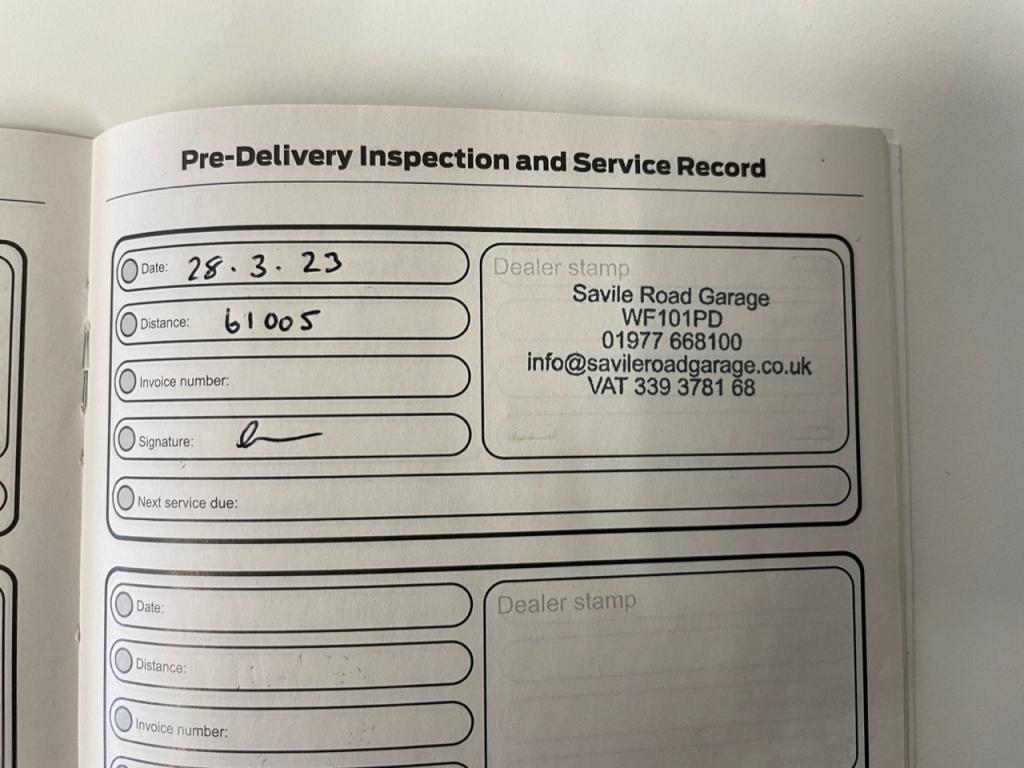 Pre-Delivery Inspection and Service Record
Date: 28.3.23
Distance: 61005
Invoice number:
Signature:
Next service due:
Dealer stamp
Savile Road Garage
WF101PD
01977 668100
info@savileroadgarage.co.uk
VAT 339 3781 68
Date:
Distance:
Invoice number:
Dealer stamp